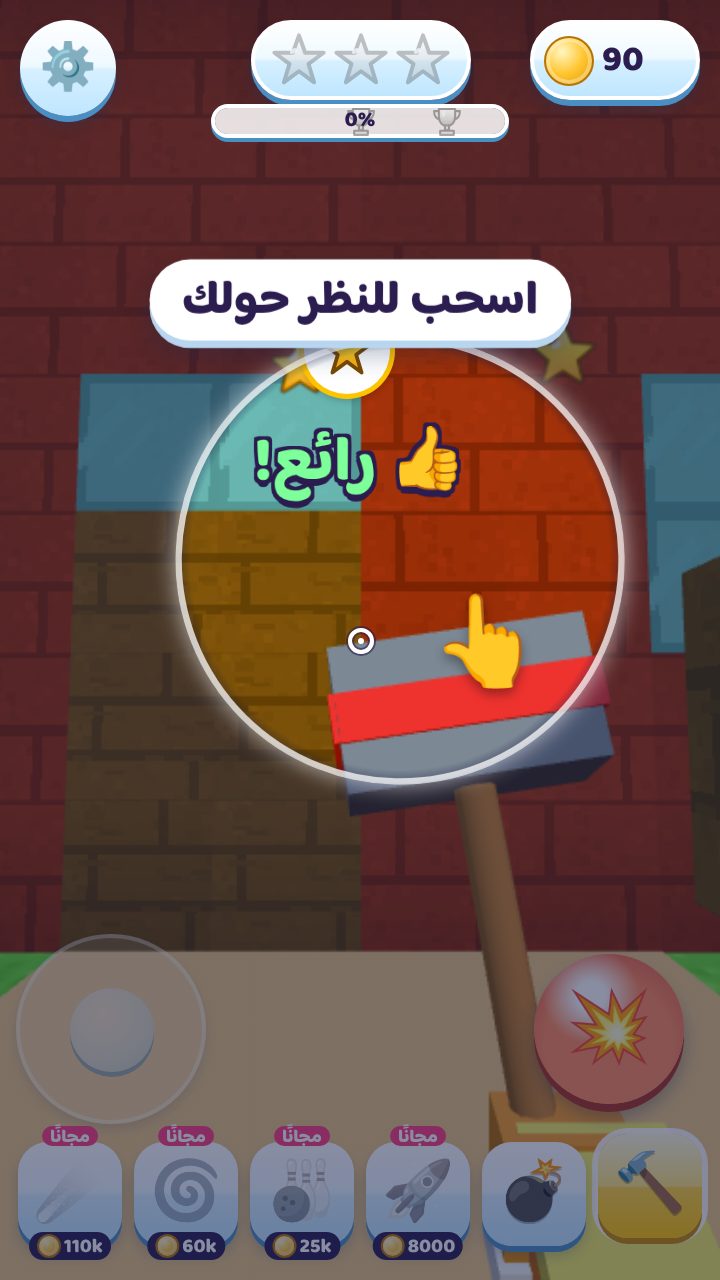 90
0%
اسحب للنظر حولك
رائع!
مجانًا
مجانًا
مجانًا
مجانًا
110k
60k
25k
8000